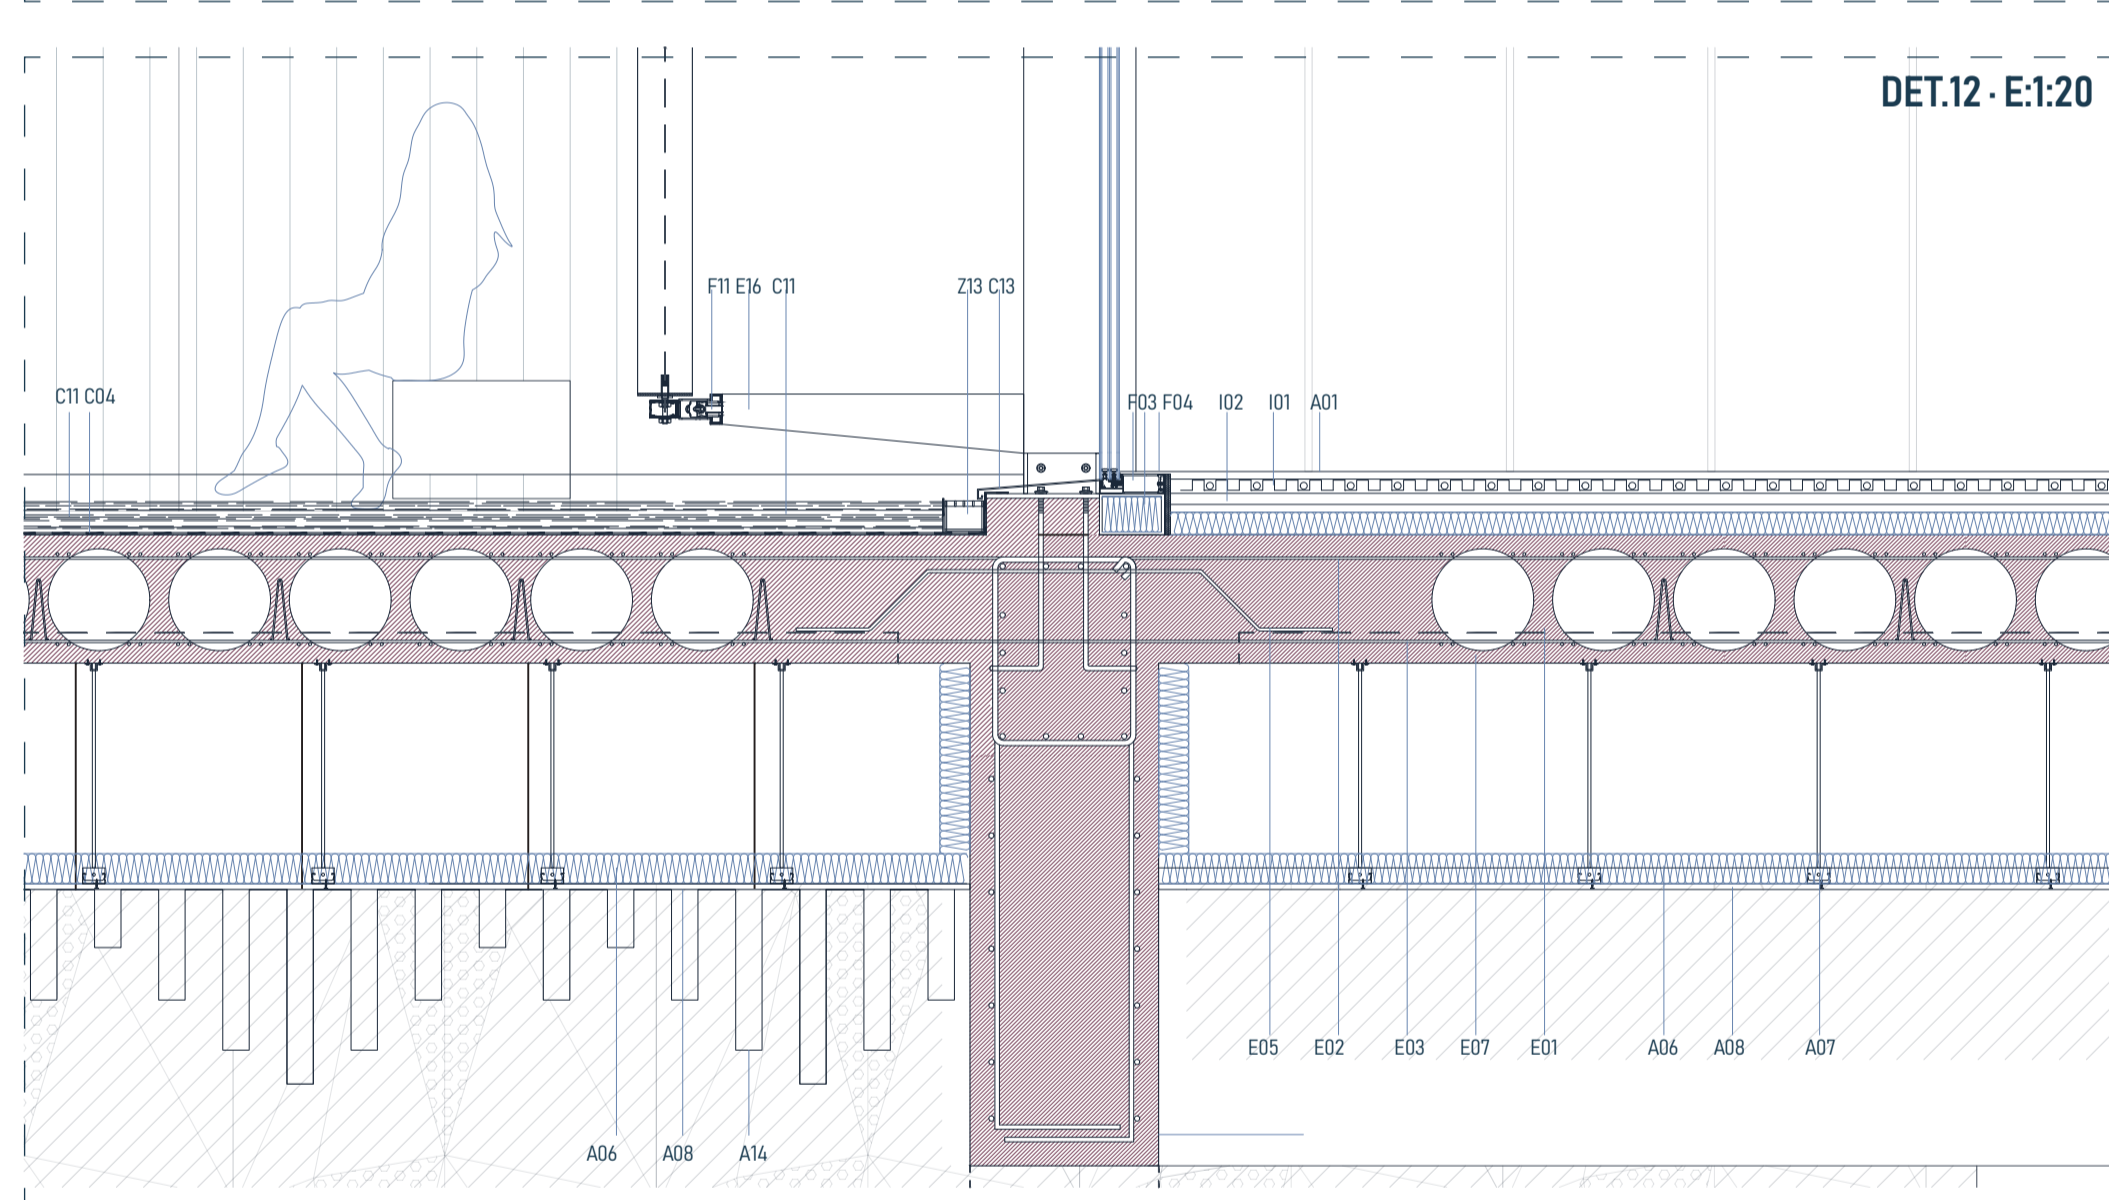 DET.12 · E:1:20
F11 E16 C11 Z13 C13
C11 C04 F03 F04 I02 I01 A01
E05 E02 E03 E07 E01 A06 A08 A07
A06 A08 A14